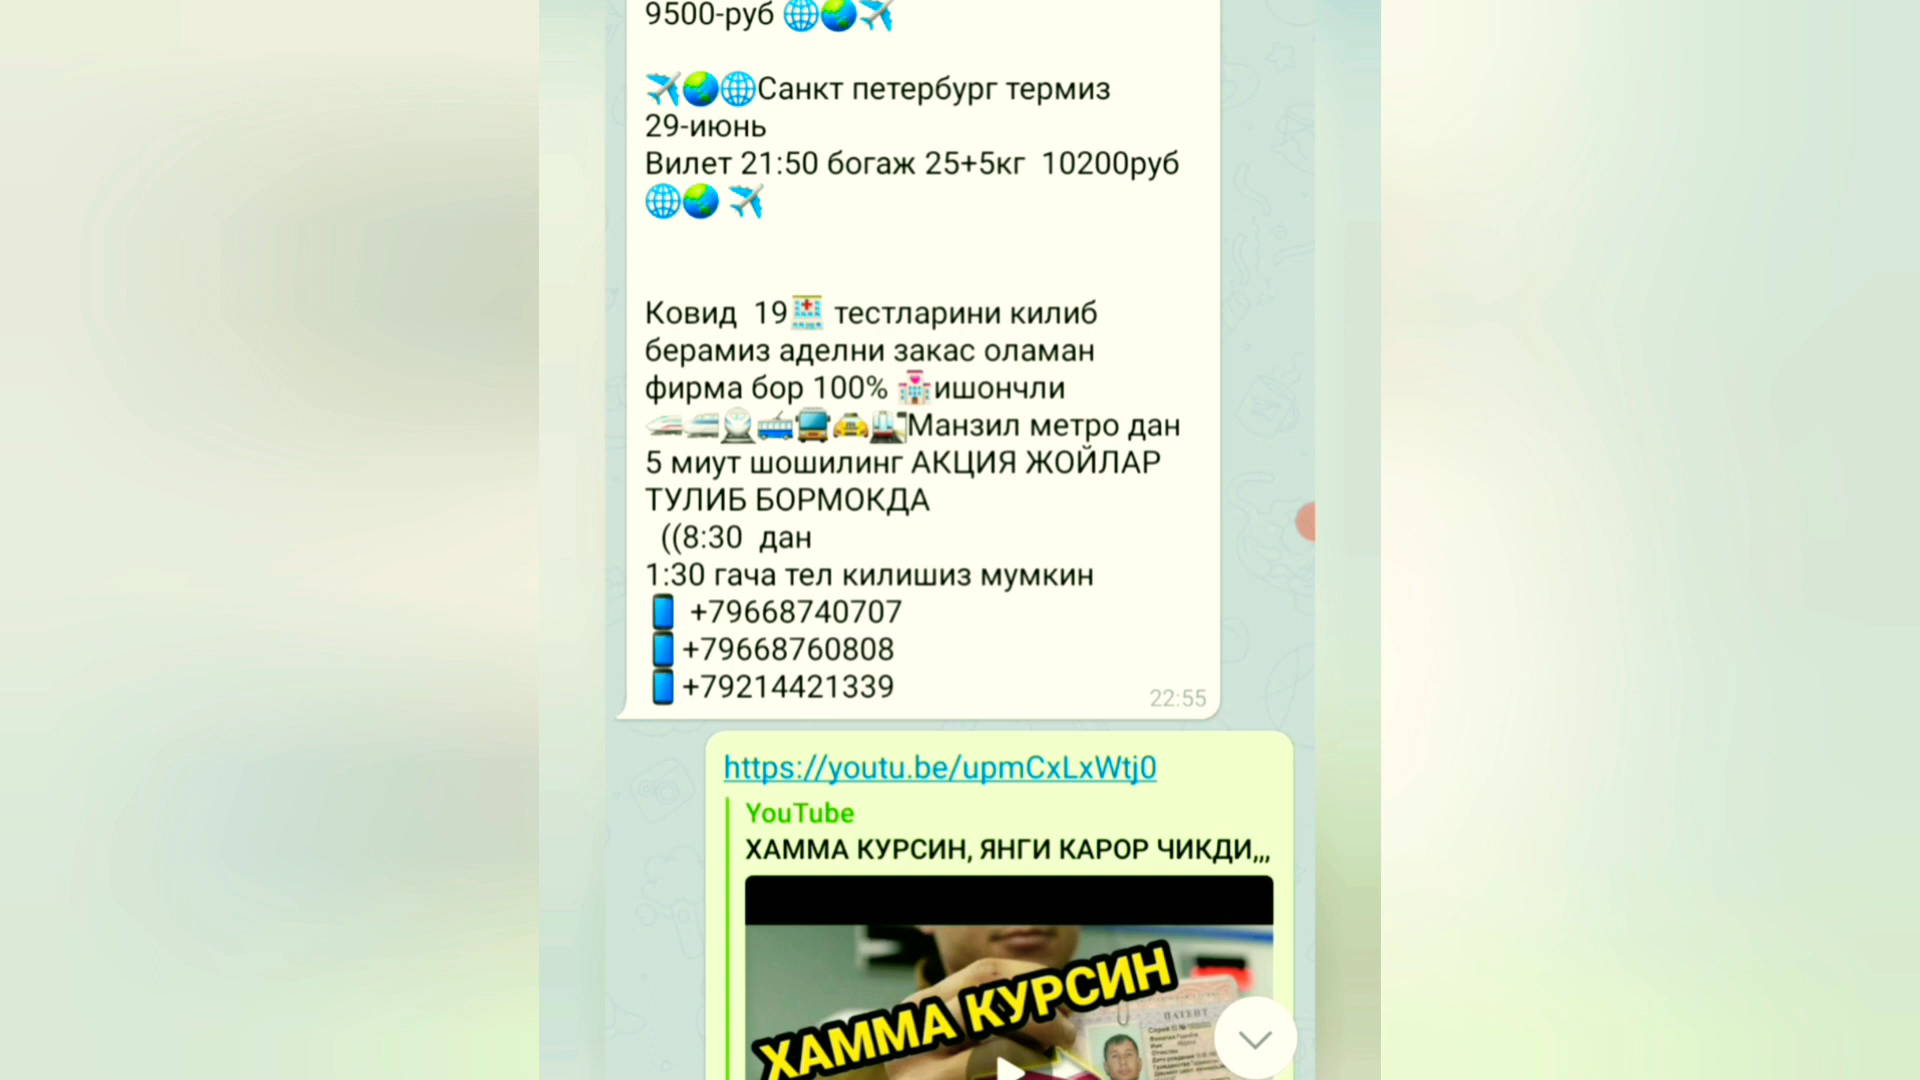 9500-руб
Санкт петербург термиз
29-июнь
Вилет 21:50 богаж 25+5кг 10200руб
Ковид 19 тестларини килиб
берамиз аделни закас оламан
фирма бор 100% ишончли
Манзил метро дан
5 миут шошилинг АКЦИЯ ЖОЙЛАР
ТУЛИБ БОРМОКДА
((8:30 дан
1:30 гача тел килишиз мумкин
+79668740707
+79668760808
+79214421339
22:55
https://youtu.be/upmCxLxWtj0
YouTube
ХАММА КУРСИН, ЯНГИ КАРОР ЧИКДИ,,,
ХАММА КУРСИН
ПАТЕНТ